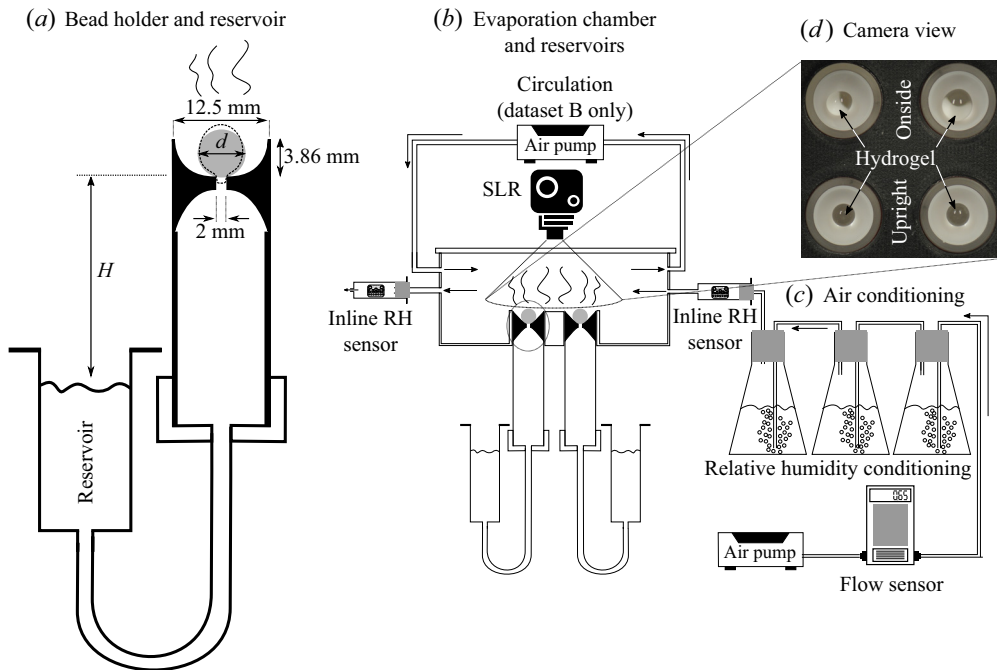 (a) Bead holder and reservoir
12.5 mm
d
3.86 mm
2 mm
H
Reservoir
(b) Evaporation chamber
and reservoirs
Circulation
(dataset B only)
Air pump
SLR
Inline RH
sensor
Inline RH
sensor
(d) Camera view
Onside
Hydrogel
Upright
(c) Air conditioning
Relative humidity conditioning
0.65
Air pump
Flow sensor